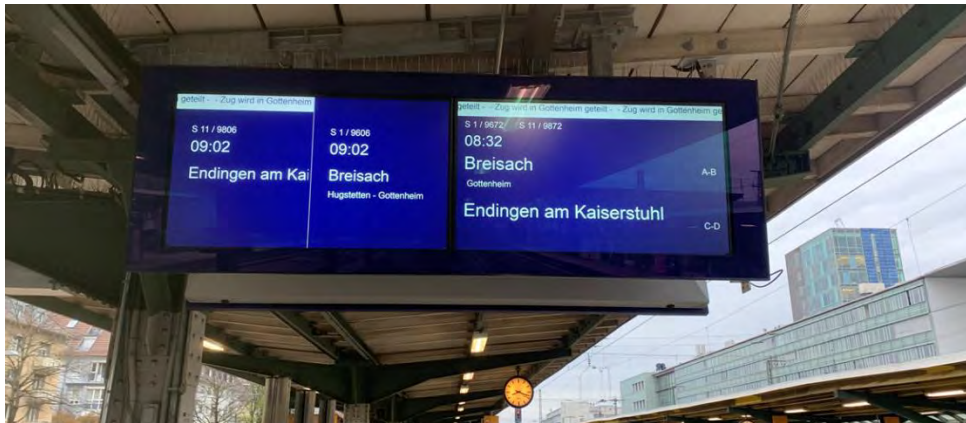 geteilt - - Zug wird in Gottenheim
S 11 / 9806
09:02
Endingen am Kai
S 1 / 9606
09:02
Breisach
Hugstetten - Gottenheim
geteilt - - Zug wird in Gottenheim geteilt - - Zug wird in Gottenheim ge
S 1 / 9672 S 11 / 9872
08:32
Breisach
A-B
Gottenheim
Endingen am Kaiserstuhl
C-D